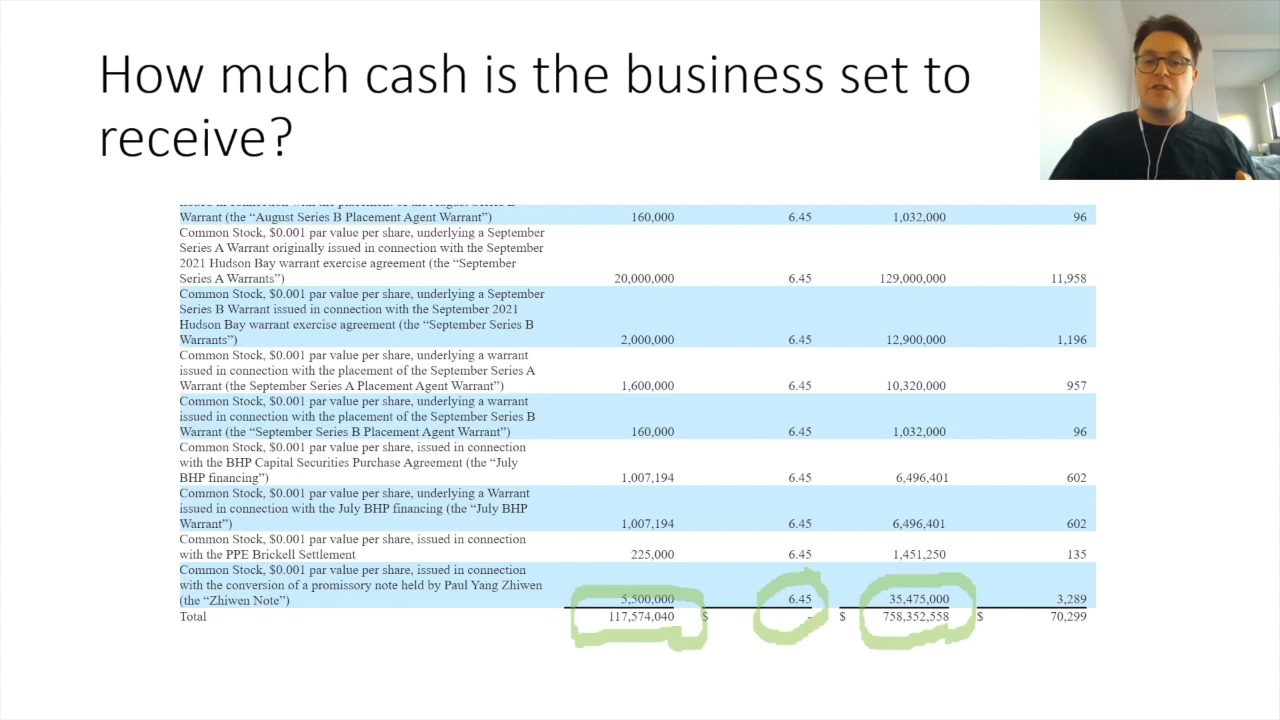 How much cash is the business set to
receive?
Warrant (the “August Series B Placement Agent Warrant”) 160,000 6.45 1,032,000 96
Common Stock, $0.001 par value per share, underlying a September
Series A Warrant originally issued in connection with the September
2021 Hudson Bay warrant exercise agreement (the “September
Series A Warrants”) 20,000,000 6.45 129,000,000 11,958
Common Stock, $0.001 par value per share, underlying a September
Series B Warrant issued in connection with the September 2021
Hudson Bay warrant exercise agreement (the “September Series B
Warrants”) 2,000,000 6.45 12,900,000 1,196
Common Stock, $0.001 par value per share, underlying a warrant
issued in connection with the placement of the September Series A
Warrant (the September Series A Placement Agent Warrant”) 1,600,000 6.45 10,320,000 957
Common Stock, $0.001 par value per share, underlying a warrant
issued in connection with the placement of the September Series B
Warrant (the “September Series B Placement Agent Warrant”) 160,000 6.45 1,032,000 96
Common Stock, $0.001 par value per share, issued in connection
with the BHP Capital Securities Purchase Agreement (the “July
BHP financing”) 1,007,194 6.45 6,496,401 602
Common Stock, $0.001 par value per share, underlying a Warrant
issued in connection with the July BHP financing (the “July BHP
Warrant”) 1,007,194 6.45 6,496,401 602
Common Stock, $0.001 par value per share, issued in connection
with the PPE Brickell Settlement 225,000 6.45 1,451,250 135
Common Stock, $0.001 par value per share, issued in connection
with the conversion of a promissory note held by Paul Yang Zhiwen
(the “Zhiwen Note”) 5,500,000 6.45 35,475,000 3,289
Total 117,574,040 $ - $ 758,352,558 $ 70,299